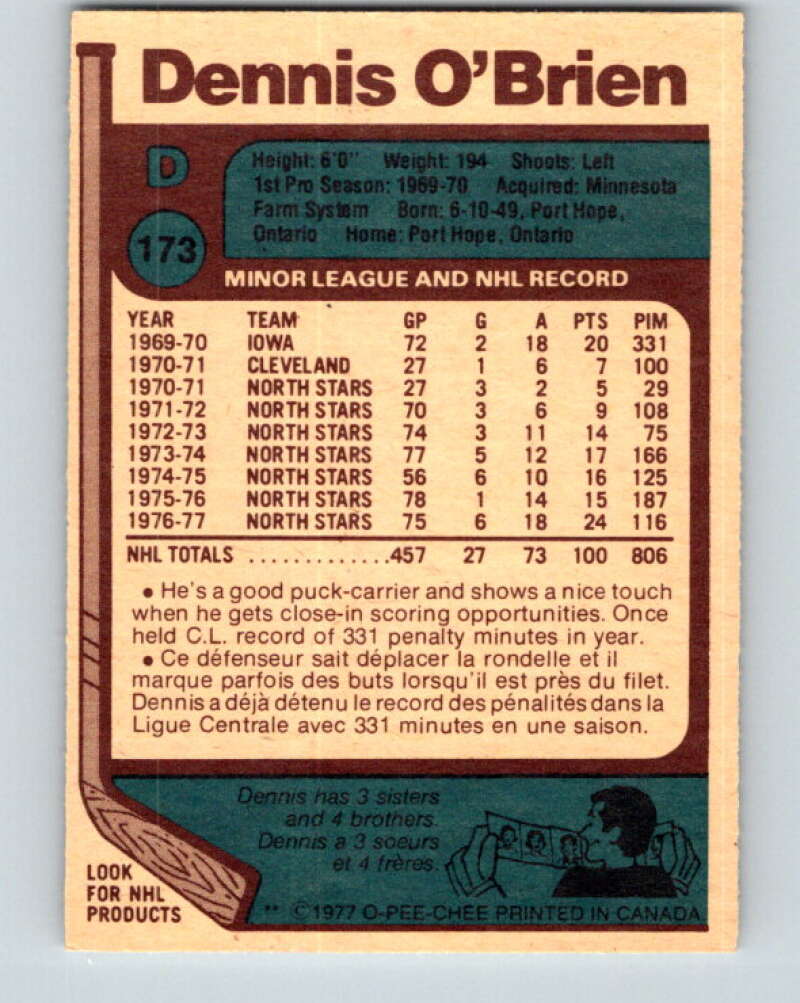 Dennis O'Brien
D
173
Height: 6'0" Weight: 194 Shoots: Left
1st Pro Season: 1969-70 Acquired: Minnesota
Farm System Born: 6-10-49, Port Hope,
Ontario Home: Port Hope, Ontario
MINOR LEAGUE AND NHL RECORD
YEAR TEAM GP G A PTS PIM
1969-70 IOWA 72 2 18 20 331
1970-71 CLEVELAND 27 1 6 7 100
1970-71 NORTH STARS 27 3 2 5 29
1971-72 NORTH STARS 70 3 6 9 108
1972-73 NORTH STARS 74 3 11 14 75
1973-74 NORTH STARS 77 5 12 17 166
1974-75 NORTH STARS 56 6 10 16 125
1975-76 NORTH STARS 78 1 14 15 187
1976-77 NORTH STARS 75 6 18 24 116
NHL TOTALS .............457 27 73 100 806
● He's a good puck-carrier and shows a nice touch
when he gets close-in scoring opportunities. Once
held C.L. record of 331 penalty minutes in year.
● Ce défenseur sait déplacer la rondelle et il
marque parfois des buts lorsqu'il est près du filet.
Dennis a déjà détenu le record des pénalités dans la
Ligue Centrale avec 331 minutes en une saison.
Dennis has 3 sisters
and 4 brothers.
Dennis a 3 soeurs
et 4 frères.
LOOK
FOR NHL
PRODUCTS
** ©1977 O-PEE-CHEE PRINTED IN CANADA